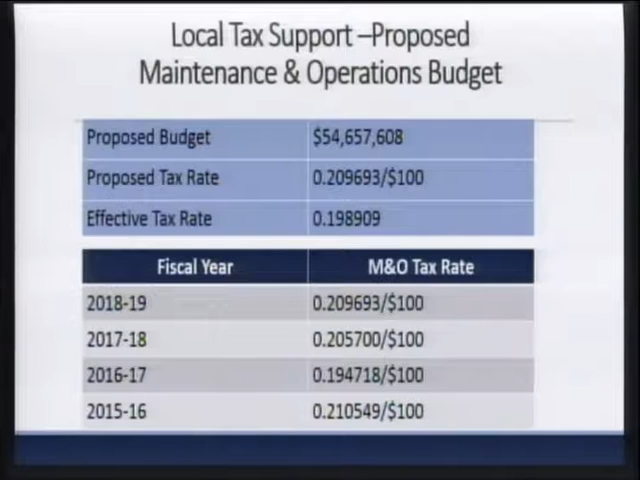 Local Tax Support –Proposed
Maintenance & Operations Budget
Proposed Budget $54,657,608
Proposed Tax Rate 0.209693/$100
Effective Tax Rate 0.198909
Fiscal Year M&O Tax Rate
2018-19 0.209693/$100
2017-18 0.205700/$100
2016-17 0.194718/$100
2015-16 0.210549/$100